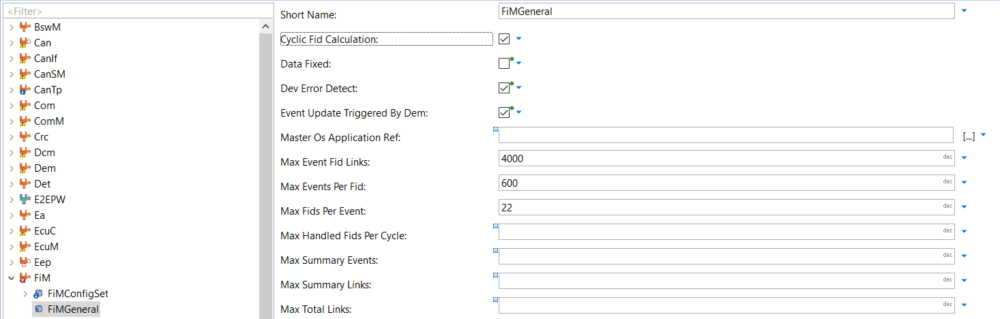 <Filter>
BswM
Can
CanIf
CanSM
CanTp
Com
ComM
Crc
Dcm
Dem
Det
E2EPW
Ea
EcuC
EcuM
Eep
FiM
FiMConfigSet
FiMGeneral
Short Name: FiMGeneral
Cyclic Fid Calculation:
Data Fixed:
Dev Error Detect:
Event Update Triggered By Dem:
Master Os Application Ref: [...]
Max Event Fid Links: 4000 dec
Max Events Per Fid: 600 dec
Max Fids Per Event: 22 dec
Max Handled Fids Per Cycle: dec
Max Summary Events: dec
Max Summary Links: dec
Max Total Links: dec